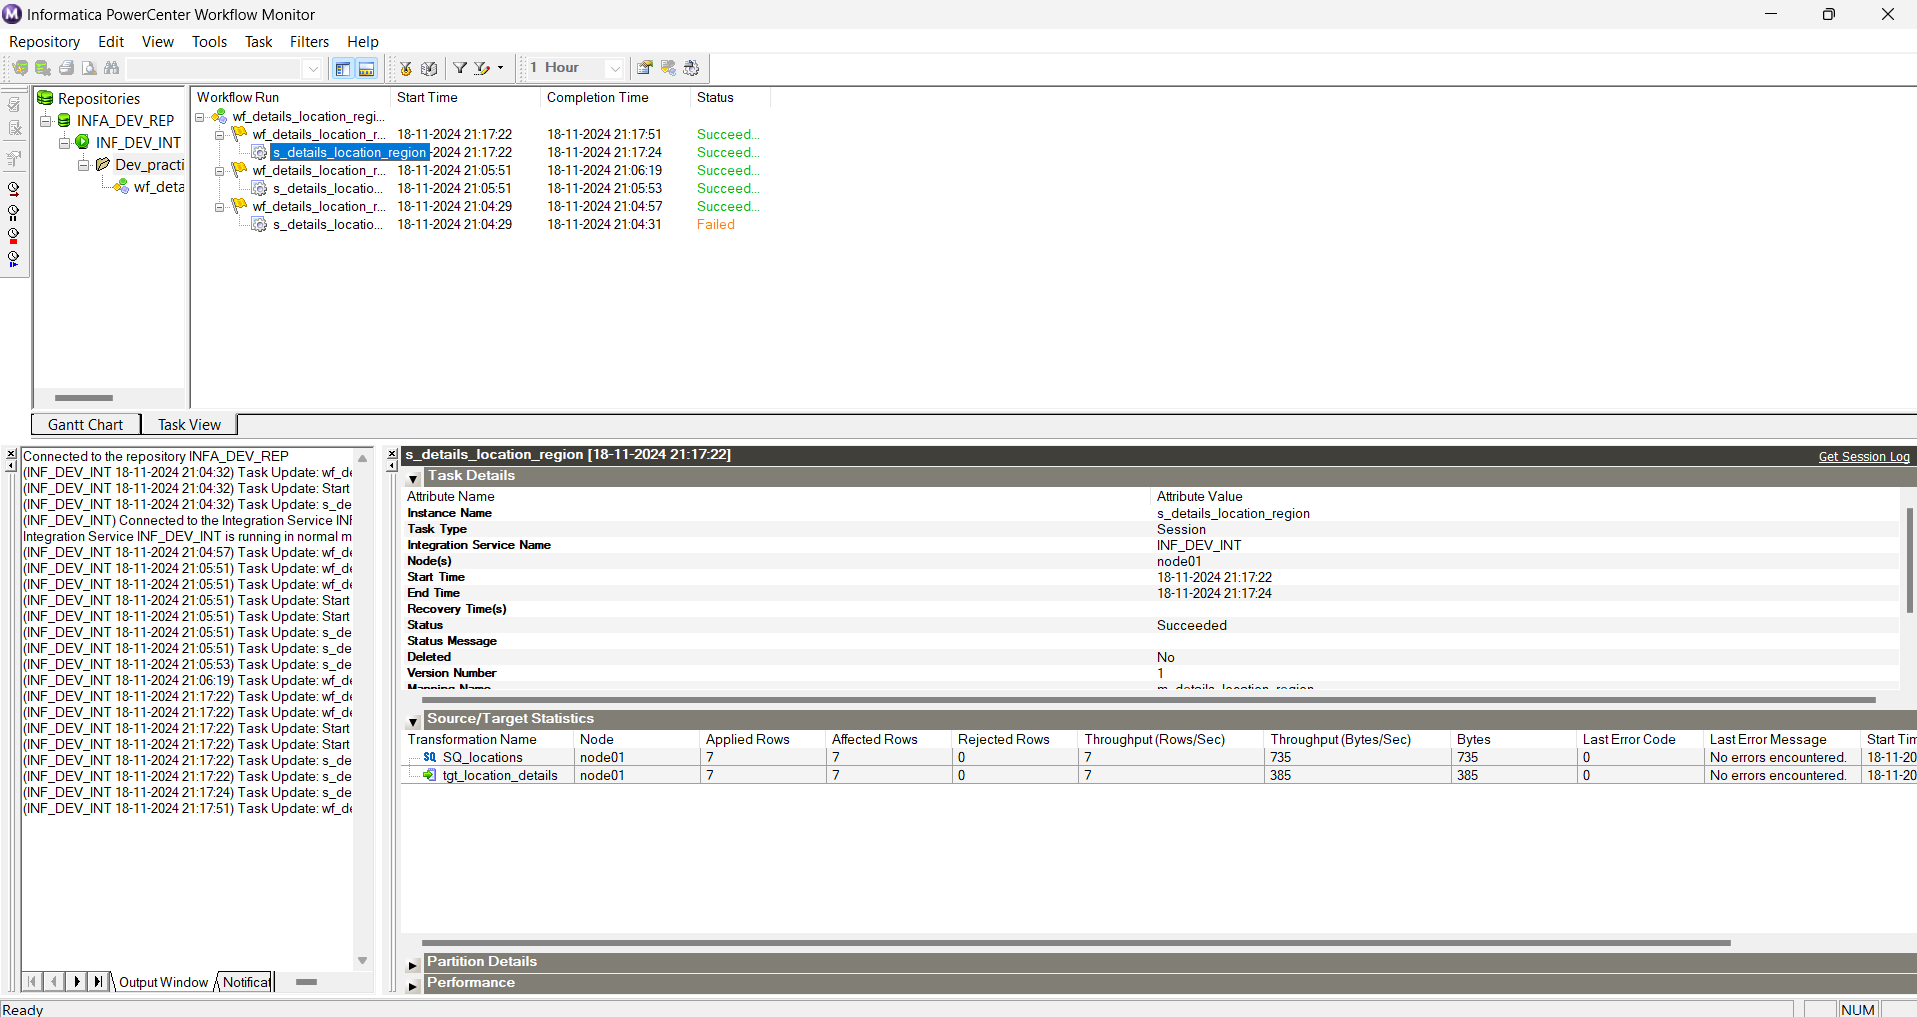 Informatica PowerCenter Workflow Monitor
Repository Edit View Tools Task Filters Help
1 Hour
Repositories
INFA_DEV_REP
INF_DEV_INT
Dev_practi
wf_deta
Workflow Run Start Time Completion Time Status
wf_details_location_regi...
wf_details_location_r... 18-11-2024 21:17:22 18-11-2024 21:17:51 Succeed...
s_details_location_region -2024 21:17:22 18-11-2024 21:17:24 Succeed...
wf_details_location_r... 18-11-2024 21:05:51 18-11-2024 21:06:19 Succeed...
s_details_locatio... 18-11-2024 21:05:51 18-11-2024 21:05:53 Succeed...
wf_details_location_r... 18-11-2024 21:04:29 18-11-2024 21:04:57 Succeed...
s_details_locatio... 18-11-2024 21:04:29 18-11-2024 21:04:31 Failed
Gantt Chart Task View
Connected to the repository INFA_DEV_REP
(INF_DEV_INT 18-11-2024 21:04:32) Task Update: wf_de
(INF_DEV_INT 18-11-2024 21:04:32) Task Update: Start
(INF_DEV_INT 18-11-2024 21:04:32) Task Update: s_de
(INF_DEV_INT) Connected to the Integration Service INF
Integration Service INF_DEV_INT is running in normal m
(INF_DEV_INT 18-11-2024 21:04:57) Task Update: wf_de
(INF_DEV_INT 18-11-2024 21:05:51) Task Update: wf_de
(INF_DEV_INT 18-11-2024 21:05:51) Task Update: wf_de
(INF_DEV_INT 18-11-2024 21:05:51) Task Update: Start
(INF_DEV_INT 18-11-2024 21:05:51) Task Update: Start
(INF_DEV_INT 18-11-2024 21:05:51) Task Update: s_de
(INF_DEV_INT 18-11-2024 21:05:51) Task Update: s_de
(INF_DEV_INT 18-11-2024 21:05:53) Task Update: s_de
(INF_DEV_INT 18-11-2024 21:06:19) Task Update: wf_de
(INF_DEV_INT 18-11-2024 21:17:22) Task Update: wf_de
(INF_DEV_INT 18-11-2024 21:17:22) Task Update: wf_de
(INF_DEV_INT 18-11-2024 21:17:22) Task Update: Start
(INF_DEV_INT 18-11-2024 21:17:22) Task Update: Start
(INF_DEV_INT 18-11-2024 21:17:22) Task Update: s_de
(INF_DEV_INT 18-11-2024 21:17:22) Task Update: s_de
(INF_DEV_INT 18-11-2024 21:17:24) Task Update: s_de
(INF_DEV_INT 18-11-2024 21:17:51) Task Update: wf_de
Output Window Notificat
s_details_location_region [18-11-2024 21:17:22] Get Session Log
Task Details
Attribute Name Attribute Value
Instance Name s_details_location_region
Task Type Session
Integration Service Name INF_DEV_INT
Node(s) node01
Start Time 18-11-2024 21:17:22
End Time 18-11-2024 21:17:24
Recovery Time(s)
Status Succeeded
Status Message
Deleted No
Version Number 1
Mapping Name m_details_location_region
Source/Target Statistics
Transformation Name Node Applied Rows Affected Rows Rejected Rows Throughput (Rows/Sec) Throughput (Bytes/Sec) Bytes Last Error Code Last Error Message Start Tim
SQ_locations node01 7 7 0 7 735 735 0 No errors encountered. 18-11-20
tgt_location_details node01 7 7 0 7 385 385 0 No errors encountered. 18-11-20
Partition Details
Performance
Ready NUM